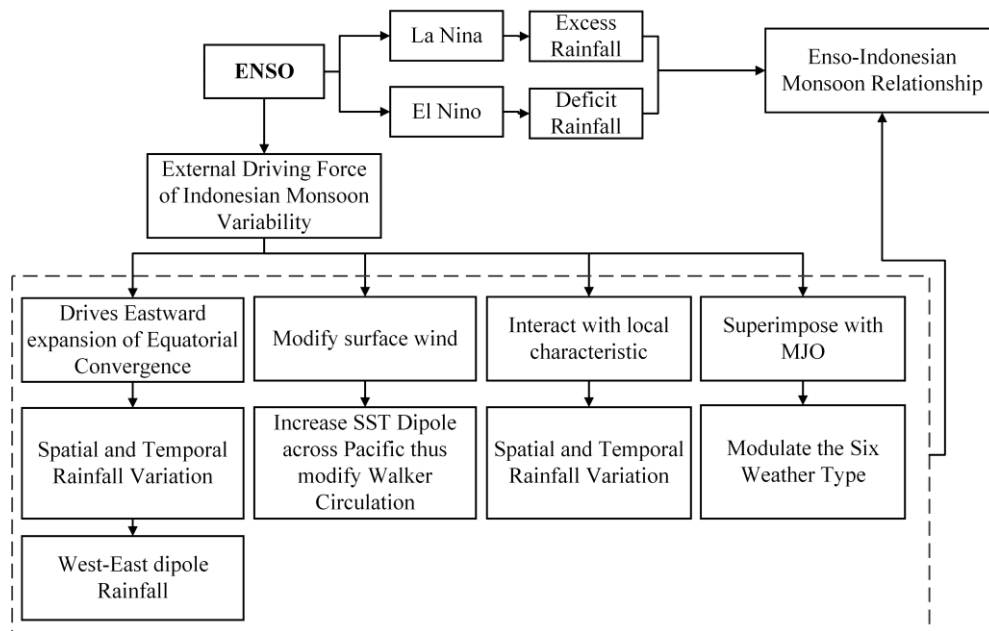 ENSO
La Nina
Excess
Rainfall
El Nino
Deficit
Rainfall
Enso-Indonesian
Monsoon Relationship
External Driving Force
of Indonesian Monsoon
Variability
Drives Eastward
expansion of Equatorial
Convergence
Modify surface wind
Interact with local
characteristic
Superimpose with
MJO
Spatial and Temporal
Rainfall Variation
Increase SST Dipole
across Pacific thus
modify Walker
Circulation
Spatial and Temporal
Rainfall Variation
Modulate the Six
Weather Type
West-East dipole
Rainfall